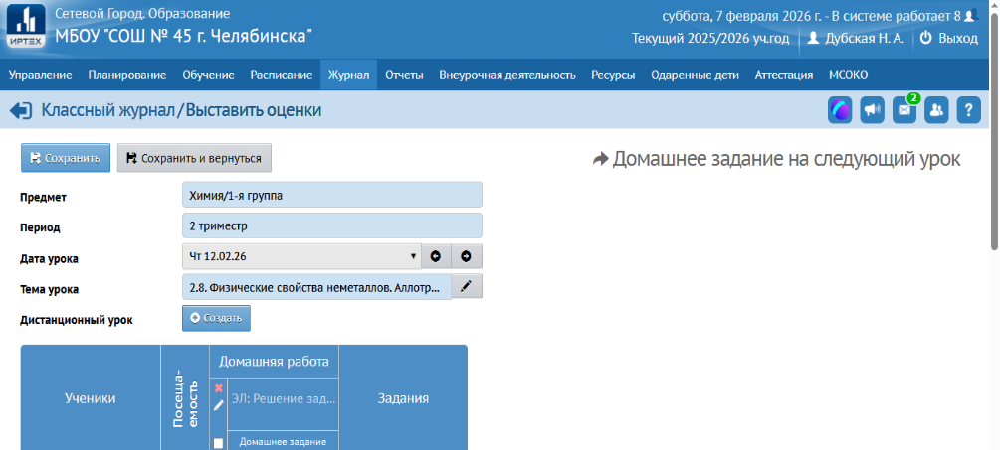 Сетевой Город. Образование
суббота, 7 февраля 2026 г. - В системе работает 8
ИРТЕХ
МБОУ "СОШ № 45 г. Челябинска"
Текущий 2025/2026 уч.год
Дубская Н. А.
Выход
Управление Планирование Обучение Расписание Журнал Отчеты Внеурочная деятельность Ресурсы Одаренные дети Аттестация МСОКО
Классный журнал / Выставить оценки
2
?
Сохранить
Сохранить и вернуться
Домашнее задание на следующий урок
Предмет
Химия/1-я группа
Период
2 триместр
Дата урока
Чт 12.02.26
Тема урока
2.8. Физические свойства неметаллов. Аллотр...
Дистанционный урок
Создать
Ученики
Посеща-
емость
Домашняя работа
ЭЛ: Решение зад...
Домашнее задание
Задания